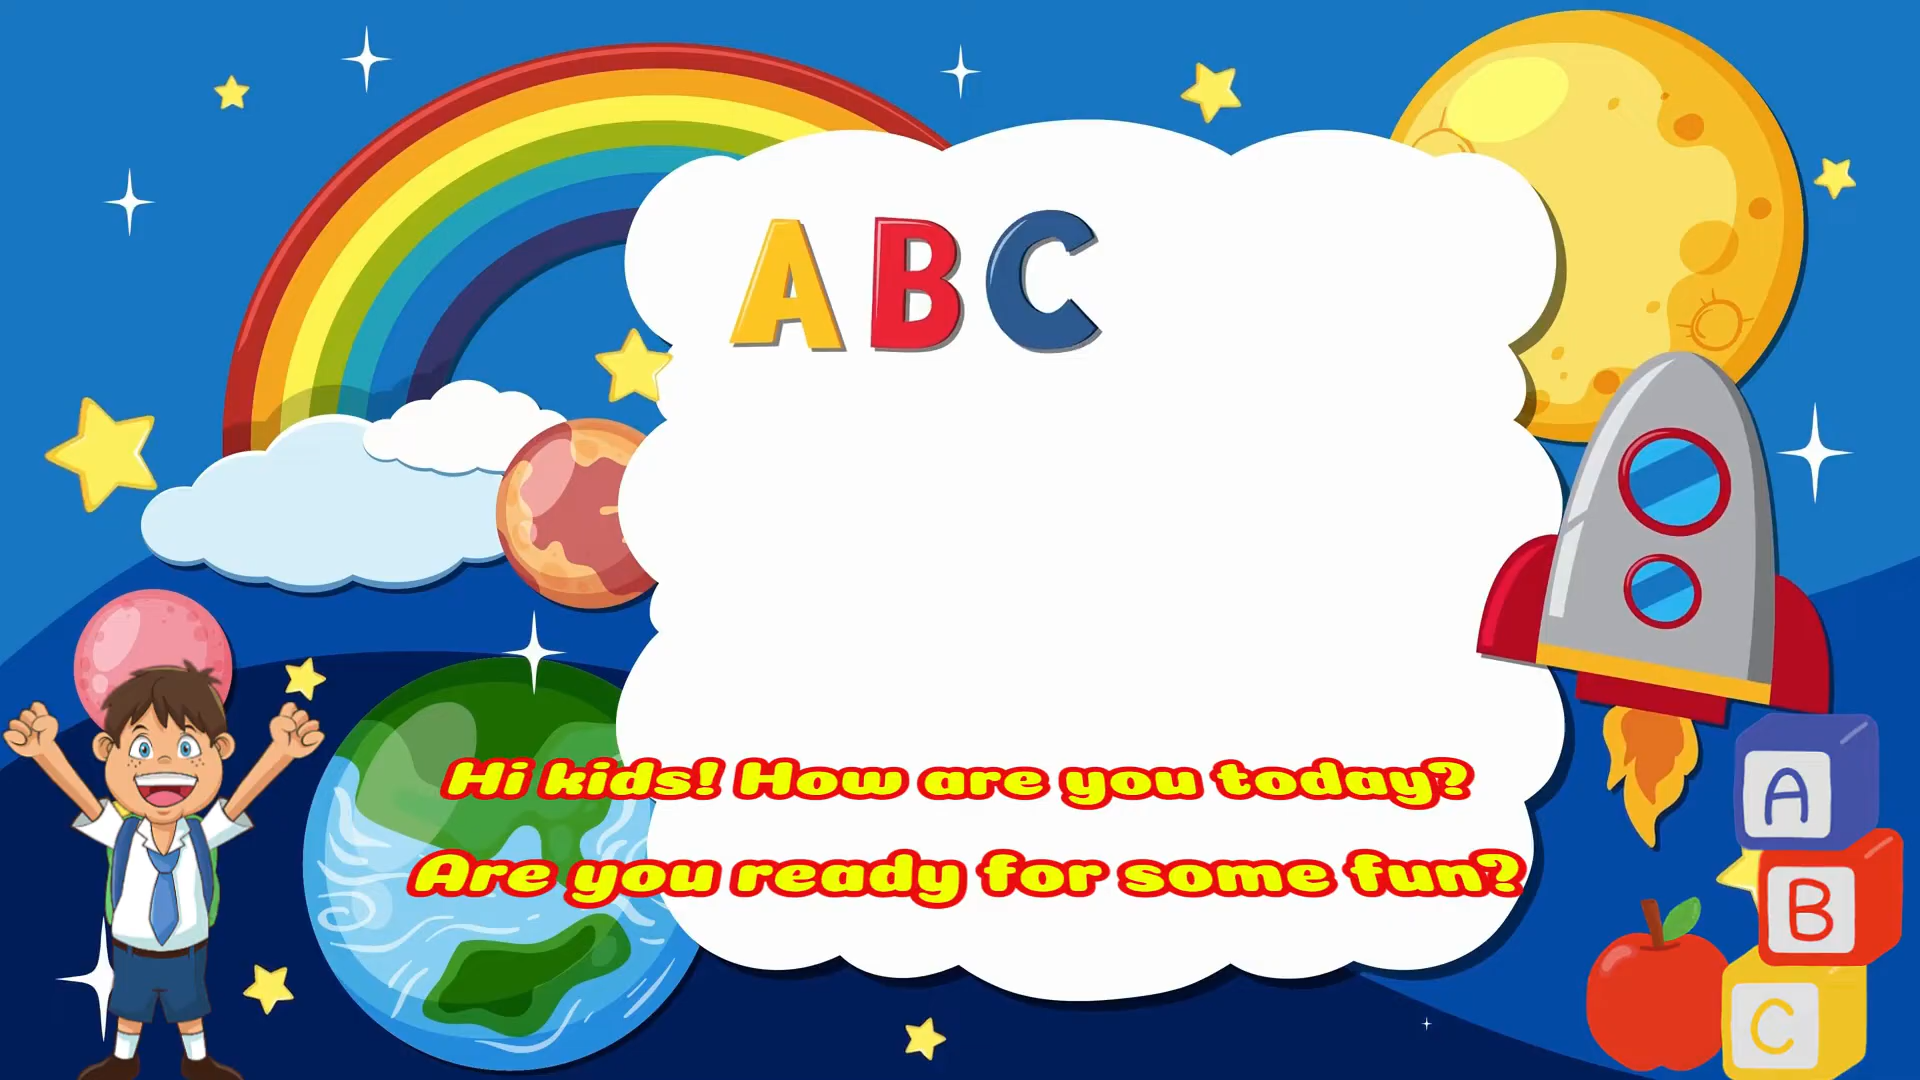 ABC
Hi kids! How are you today?
Are you ready for some fun?
A
B
C